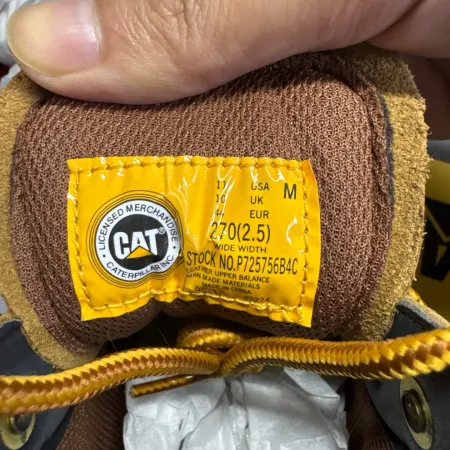 LICENSED MERCHANDISE
CAT
CATERPILLAR INC.
11 USA M
10 UK
44 EUR
270(2.5)
WIDE WIDTH
STOCK NO.P725756B4C
LEATHER UPPER BALANCE
MAN MADE MATERIALS
MADE IN CHINA